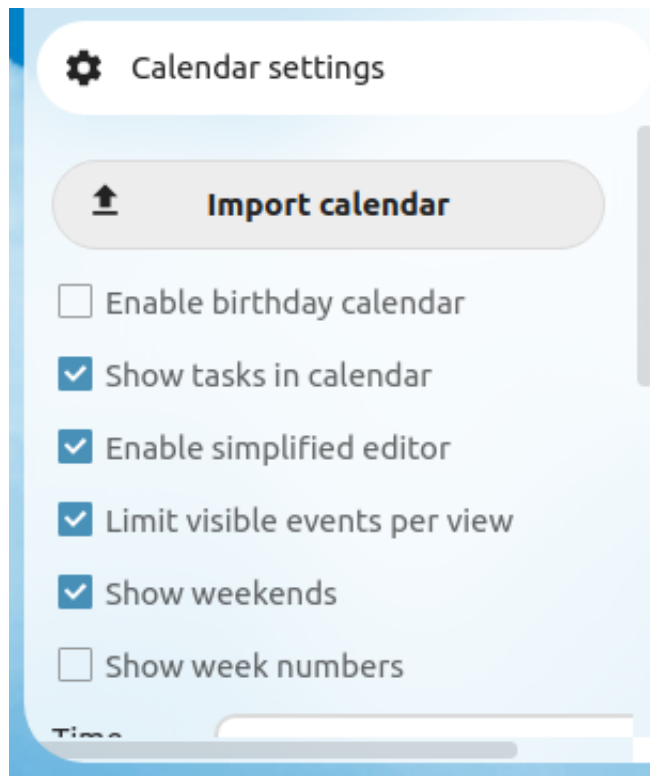 Calendar settings
Import calendar
Enable birthday calendar
Show tasks in calendar
Enable simplified editor
Limit visible events per view
Show weekends
Show week numbers
Time